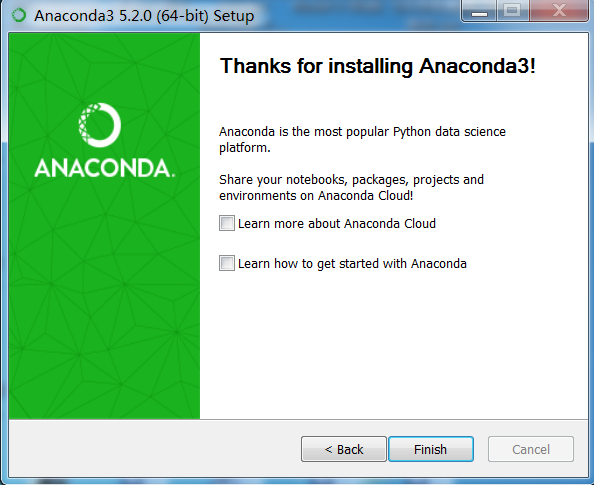 Anaconda3 5.2.0 (64-bit) Setup
ANACONDA.
Thanks for installing Anaconda3!
Anaconda is the most popular Python data science
platform.
Share your notebooks, packages, projects and
environments on Anaconda Cloud!
Learn more about Anaconda Cloud
Learn how to get started with Anaconda
< Back
Finish
Cancel